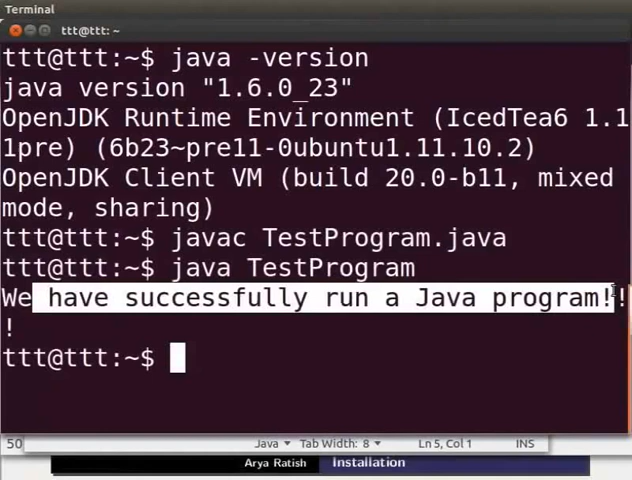 Terminal
ttt@ttt: ~
ttt@ttt:~$ java -version
java version "1.6.0_23"
OpenJDK Runtime Environment (IcedTea6 1.1
1pre) (6b23~pre11-0ubuntu1.11.10.2)
OpenJDK Client VM (build 20.0-b11, mixed
mode, sharing)
ttt@ttt:~$ javac TestProgram.java
ttt@ttt:~$ java TestProgram
We have successfully run a Java program!!
!
ttt@ttt:~$
50 Java Tab Width: 8 Ln 5, Col 1 INS
Arya Ratish Installation